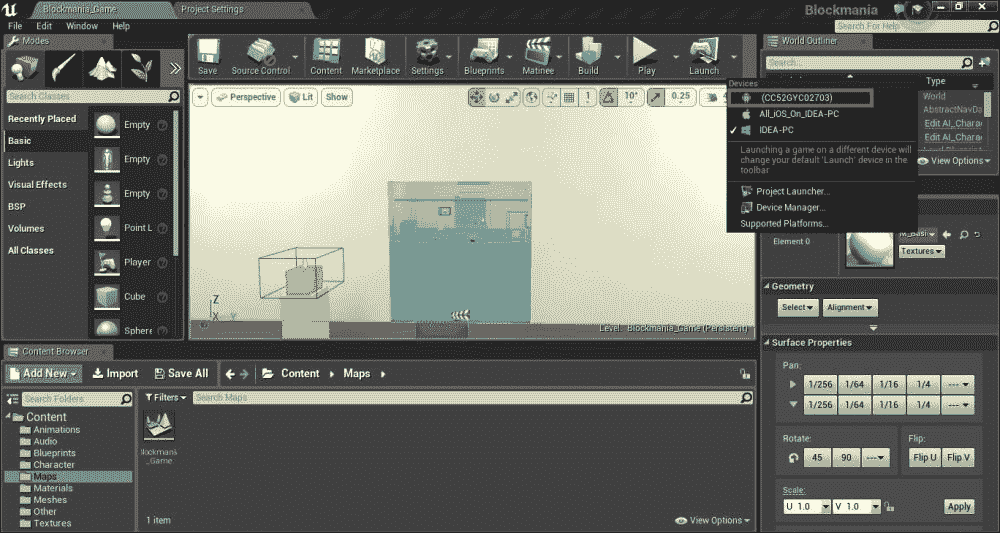 Blockmania_Game
Project Settings
Blockmania
File Edit Window Help
Search For Help
Modes
World Outliner
Save
Source Control
Content
Marketplace
Settings
Blueprints
Matinee
Build
Play
Launch
Search...
Type
Search Classes
Perspective
Lit
Show
1
10°
0.25
4
Devices
(CC52GYC02703)
All_iOS_On_IDEA-PC
IDEA-PC
Launching a game on a different device will
change your default 'Launch' device in the
toolbar
Project Launcher...
Device Manager...
Supported Platforms...
World
AbstractNavDa
Edit AI_Charac
Edit AI_Charac
View Options
Recently Placed
Basic
Lights
Visual Effects
BSP
Volumes
All Classes
Empty
Empty
Empty
Point L
Player
Cube
Sphere
Element 0
Textures
Z
X
Y
Level: Blockmania_Game (Persistent)
Geometry
Select
Alignment
Surface Properties
Pan:
1/256 1/64 1/16 1/4 ---
1/256 1/64 1/16 1/4 ---
Rotate:
Flip:
45 90 ---
Flip U Flip V
Scale:
U 1.0 V 1.0
Apply
Content Browser
Add New
Import
Save All
Content
Maps
Search Folders
Filters
Search Maps
Content
Animations
Audio
Blueprints
Character
Maps
Materials
Meshes
Other
Textures
Blockmania
_Game
1 item
View Options